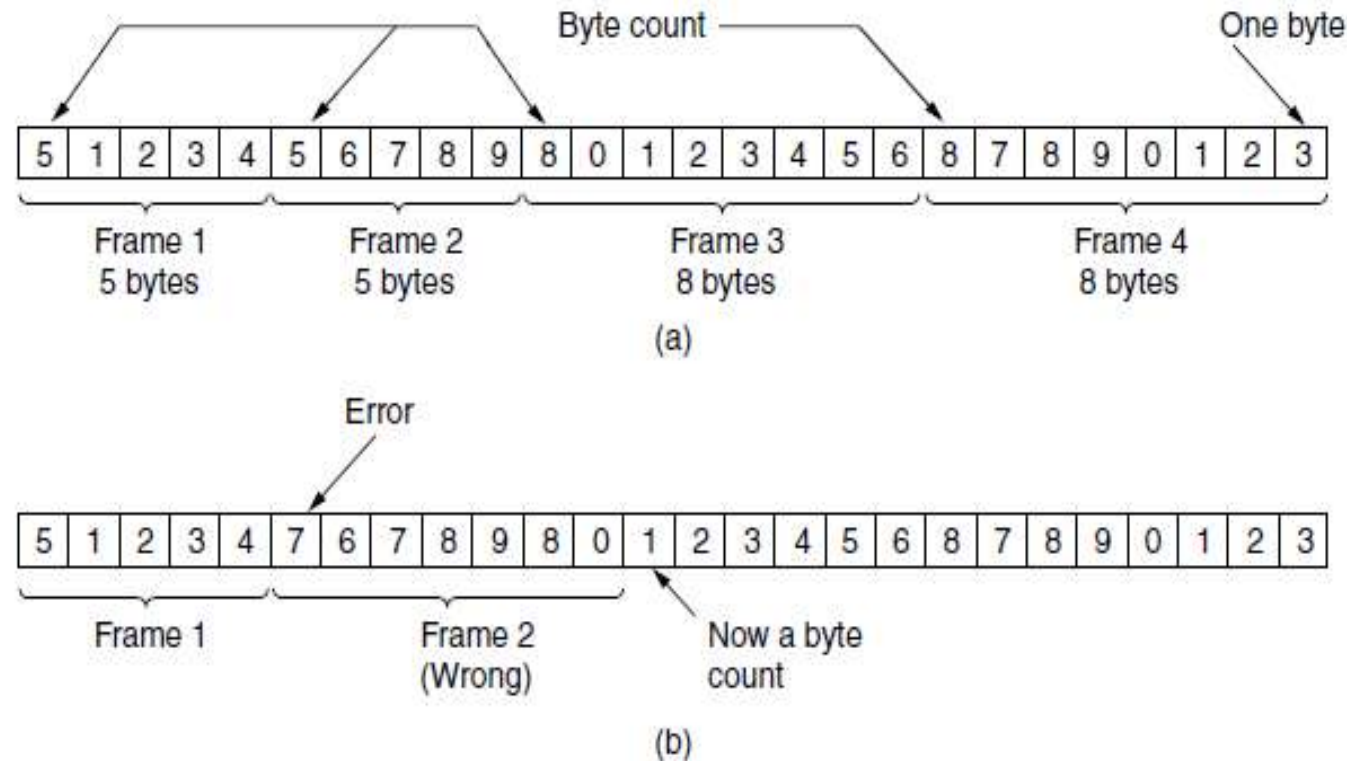 Byte count One byte
5 1 2 3 4 5 6 7 8 9 8 0 1 2 3 4 5 6 8 7 8 9 0 1 2 3
Frame 1 Frame 2 Frame 3 Frame 4
5 bytes 5 bytes 8 bytes 8 bytes
(a)
Error
5 1 2 3 4 7 6 7 8 9 8 0 1 2 3 4 5 6 8 7 8 9 0 1 2 3
Frame 1 Frame 2 Now a byte
(Wrong) count
(b)